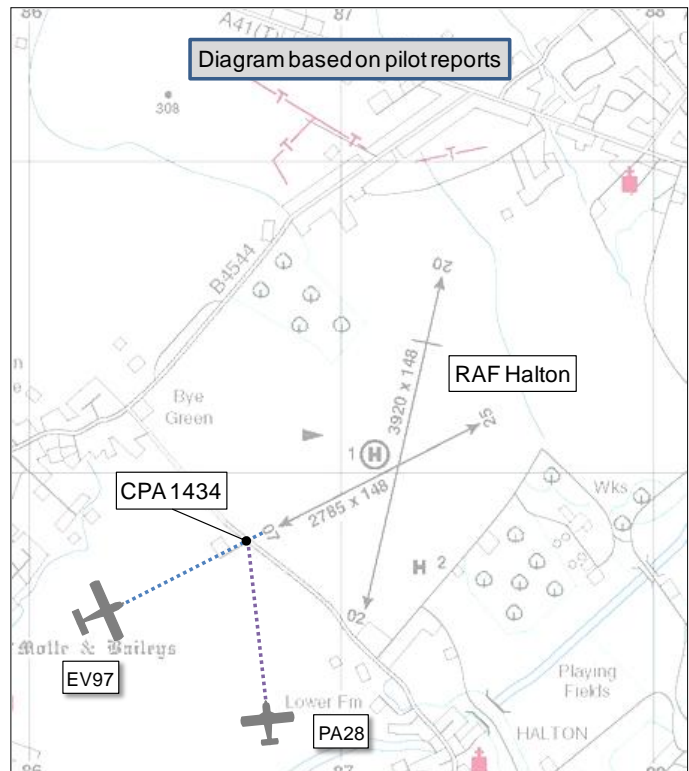 86
87
88
A41(T)
Diagram based on pilot reports
T
T
T
T
308
B4544
20
3920 x 148
RAF Halton
Bye
Green
25
1 H
2785 x 148
Wks
CPA 1434
07
H 2
02
Motte & Baileys
EV97
Lower Fm
PA28
Playing
Fields
HALTON
86
87